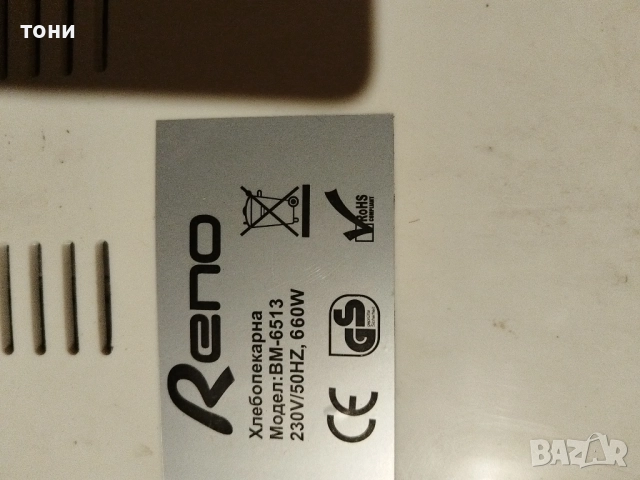 тони
Reno
Хлебопекарна
Модел:BM-6513
230V/50HZ, 660W
RoHS
COMPLIANT
CE
GS
BAZAR